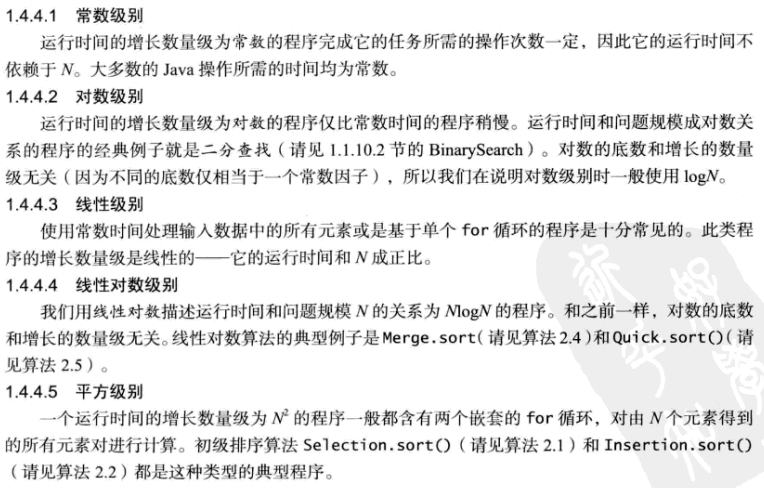 1.4.4.1 常数级别
运行时间的增长数量级为常数的程序完成它的任务所需的操作次数一定，因此它的运行时间不
依赖于 N。大多数的 Java 操作所需的时间均为常数。
1.4.4.2 对数级别
运行时间的增长数量级为对数的程序仅比常数时间的程序稍慢。运行时间和问题规模成对数关
系的程序的经典例子就是二分查找（请见 1.1.10.2 节的 BinarySearch）。对数的底数和增长的数量
级无关（因为不同的底数仅相当于一个常数因子），所以我们在说明对数级别时一般使用 logN。
1.4.4.3 线性级别
使用常数时间处理输入数据中的所有元素或是基于单个 for 循环的程序是十分常见的。此类程
序的增长数量级是线性的——它的运行时间和 N 成正比。
1.4.4.4 线性对数级别
我们用线性对数描述运行时间和问题规模 N 的关系为 NlogN 的程序。和之前一样，对数的底数
和增长的数量级无关。线性对数算法的典型例子是 Merge.sort（请见算法 2.4）和 Quick.sort()（请
见算法 2.5）。
1.4.4.5 平方级别
一个运行时间的增长数量级为 N² 的程序一般都含有两个嵌套的 for 循环，对由 N 个元素得到
的所有元素对进行计算。初级排序算法 Selection.sort()（请见算法 2.1）和 Insertion.sort()
（请见算法 2.2）都是这种类型的典型程序。